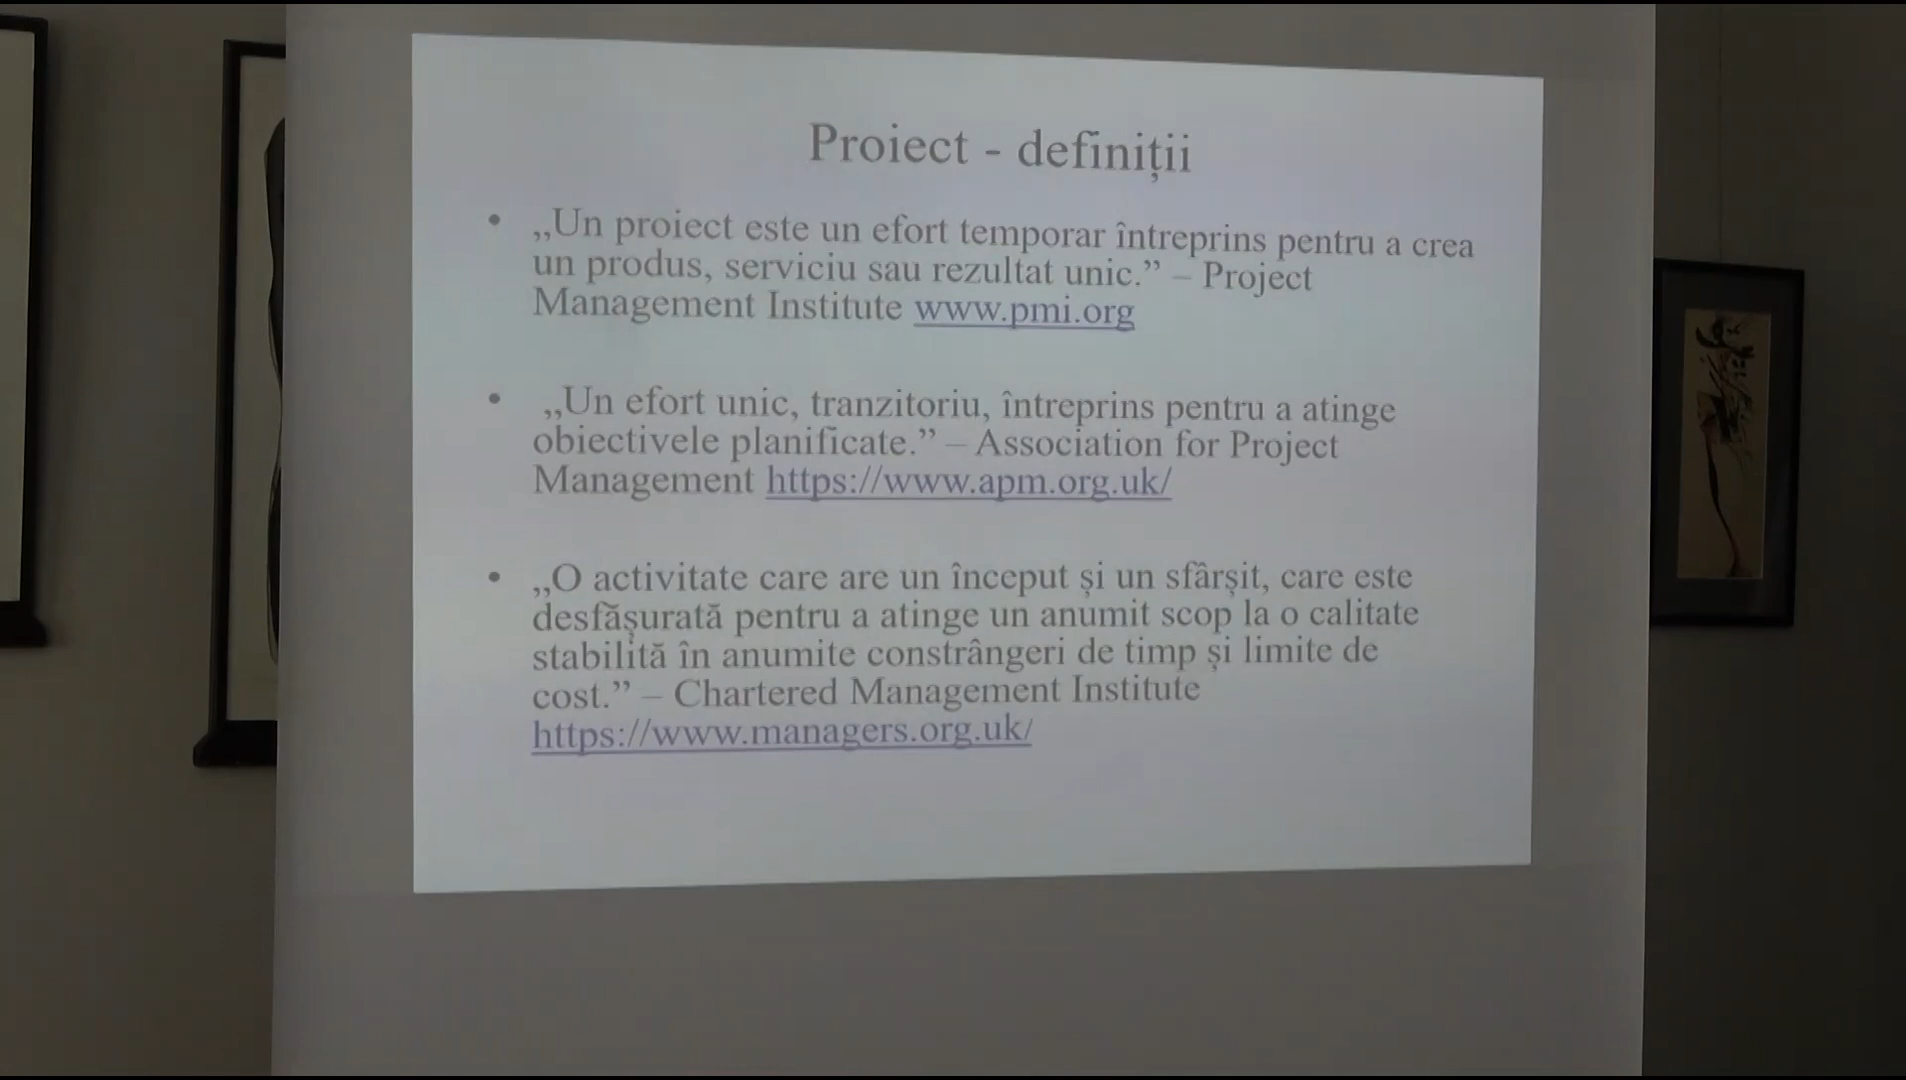 Proiect - definiții
• „Un proiect este un efort temporar întreprins pentru a crea
un produs, serviciu sau rezultat unic.” – Project
Management Institute www.pmi.org
• „Un efort unic, tranzitoriu, întreprins pentru a atinge
obiectivele planificate.” – Association for Project
Management https://www.apm.org.uk/
• „O activitate care are un început și un sfârșit, care este
desfășurată pentru a atinge un anumit scop la o calitate
stabilită în anumite constrângeri de timp și limite de
cost.” – Chartered Management Institute
https://www.managers.org.uk/